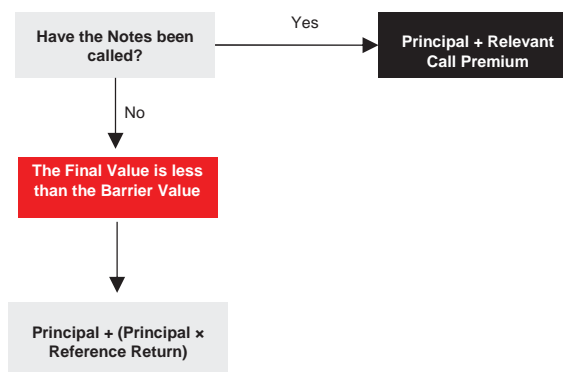 Have the Notes been
called?
Yes
Principal + Relevant
Call Premium
No
The Final Value is less
than the Barrier Value
Principal + (Principal ×
Reference Return)